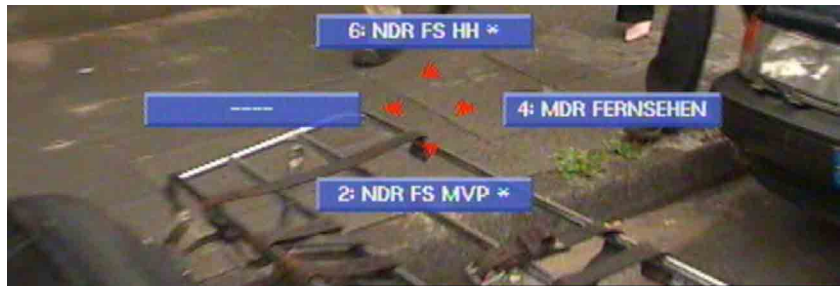 6: NDR FS HH *
----
4: MDR FERNSEHEN
2: NDR FS MVP *